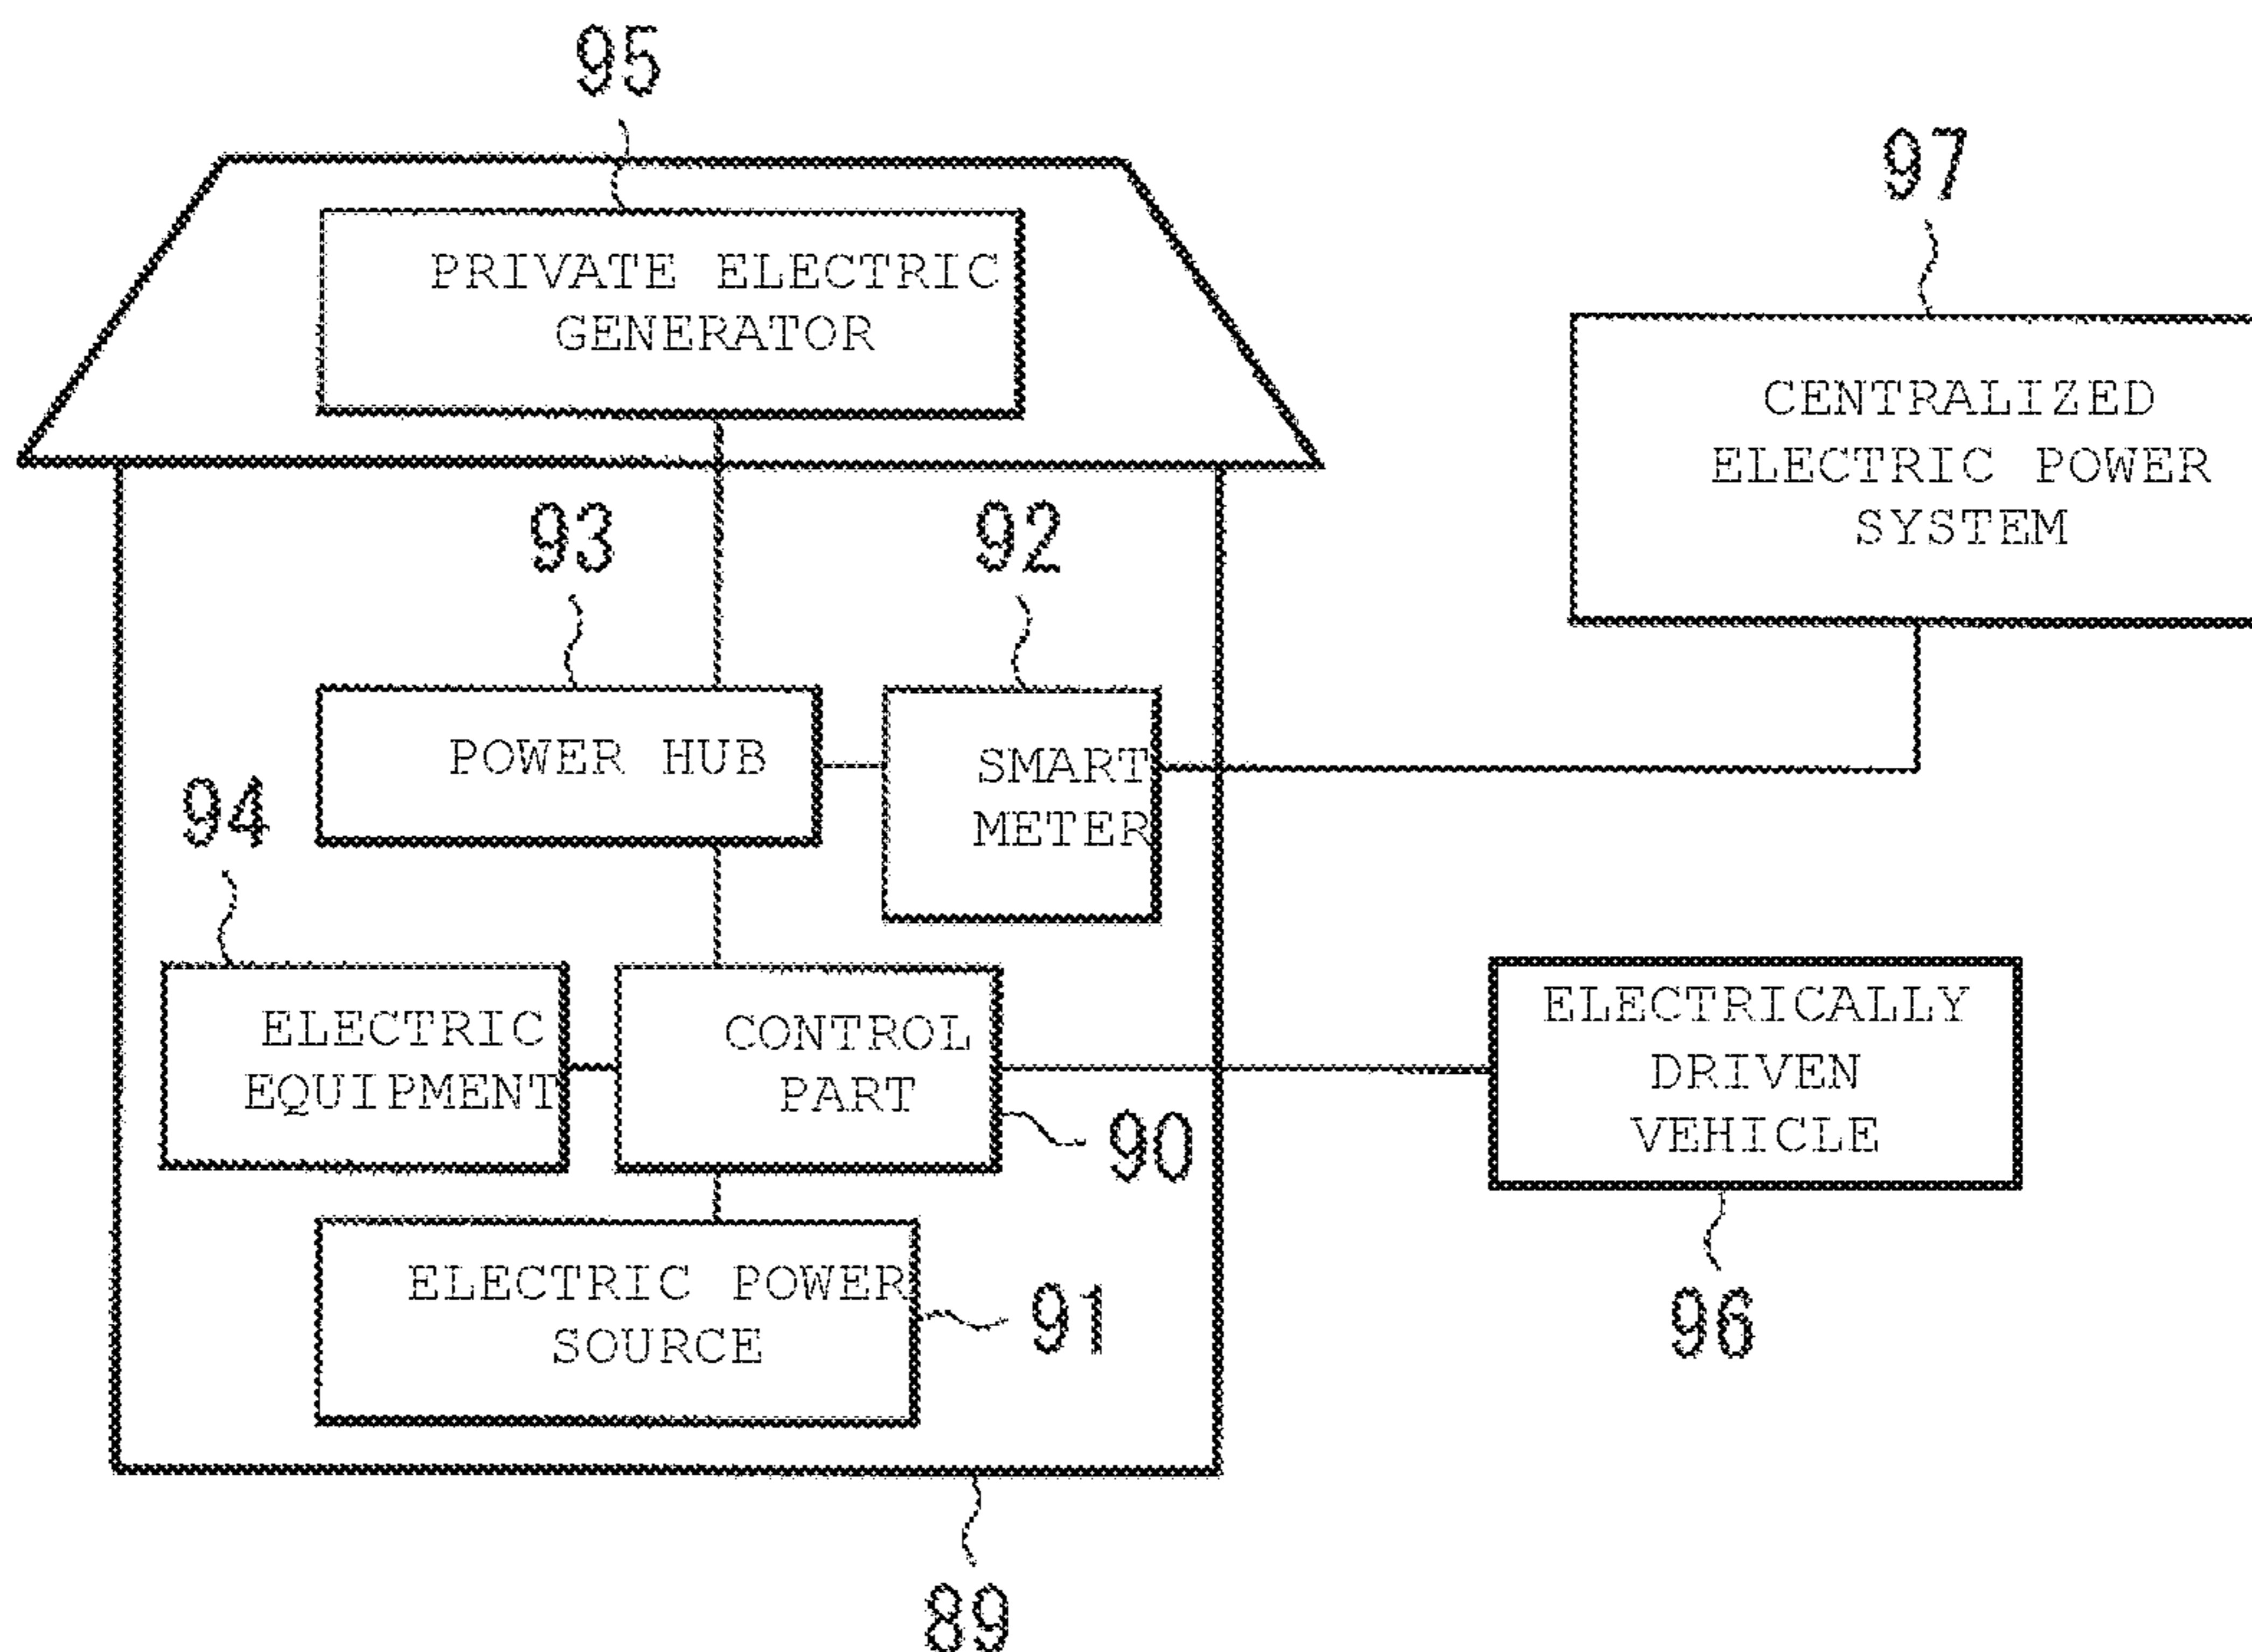 95
PRIVATE ELECTRIC
GENERATOR
97
CENTRALIZED
ELECTRIC POWER
SYSTEM
93
92
POWER HUB
SMART
METER
94
ELECTRIC
EQUIPMENT
CONTROL
PART
90
ELECTRICALLY
DRIVEN
VEHICLE
96
ELECTRIC POWER
SOURCE
91
89